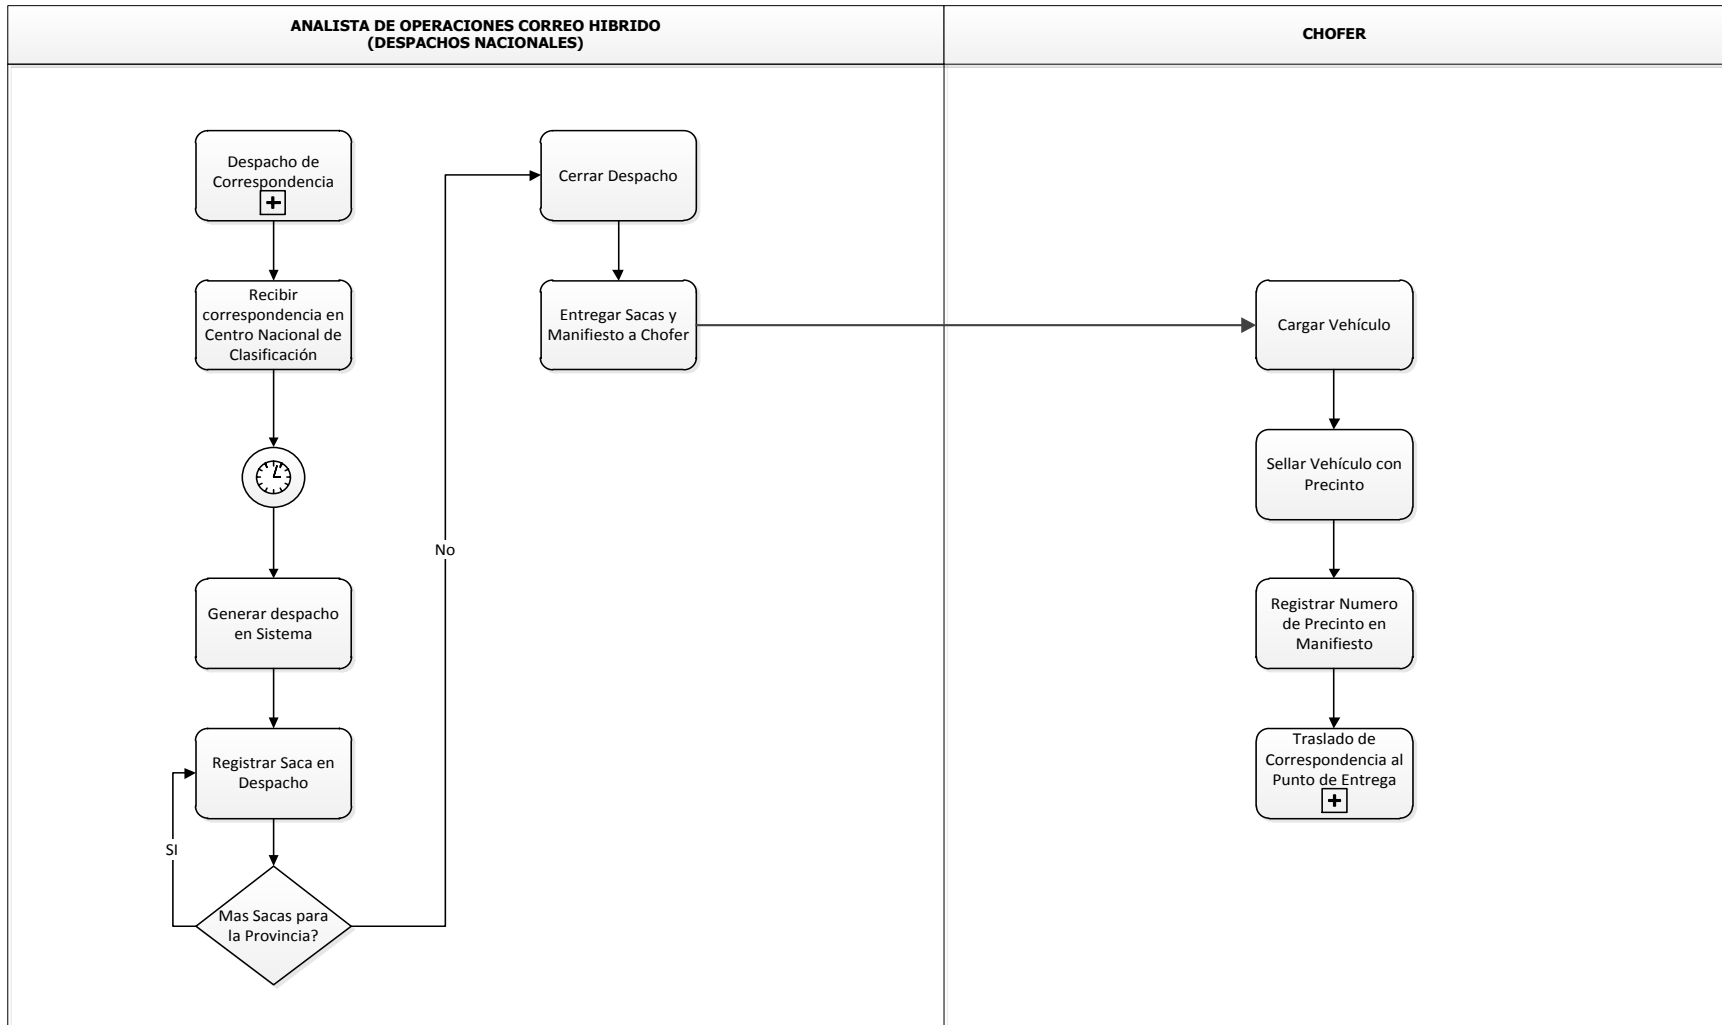 ANALISTA DE OPERACIONES CORREO HIBRIDO
(DESPACHOS NACIONALES)
CHOFER
Despacho de
Correspondencia
Recibir
correspondencia en
Centro Nacional de
Clasificación
Generar despacho
en Sistema
Registrar Saca en
Despacho
SI
Mas Sacas para
la Provincia?
No
Cerrar Despacho
Entregar Sacas y
Manifiesto a Chofer
Cargar Vehículo
Sellar Vehículo con
Precinto
Registrar Numero
de Precinto en
Manifiesto
Traslado de
Correspondencia al
Punto de Entrega